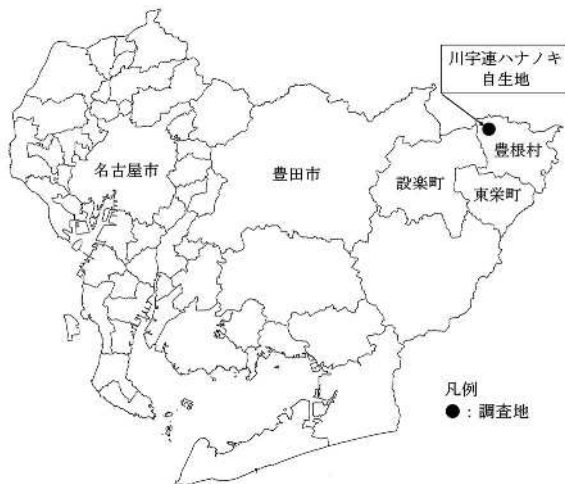 川宇連ハナノキ
自生地
豊根村
名古屋市
豊田市
設楽町
東栄町
凡例
●：調査地